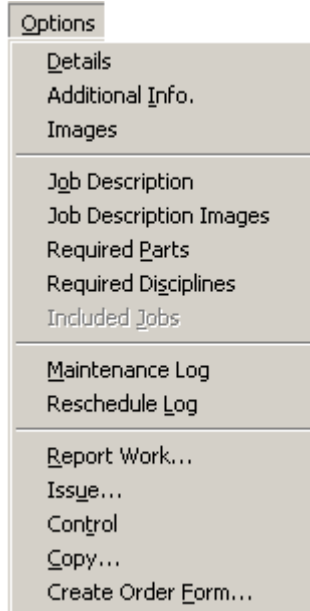 Options
Details
Additional Info.
Images
Job Description
Job Description Images
Required Parts
Required Disciplines
Included Jobs
Maintenance Log
Reschedule Log
Report Work...
Issue...
Control
Copy...
Create Order Form...